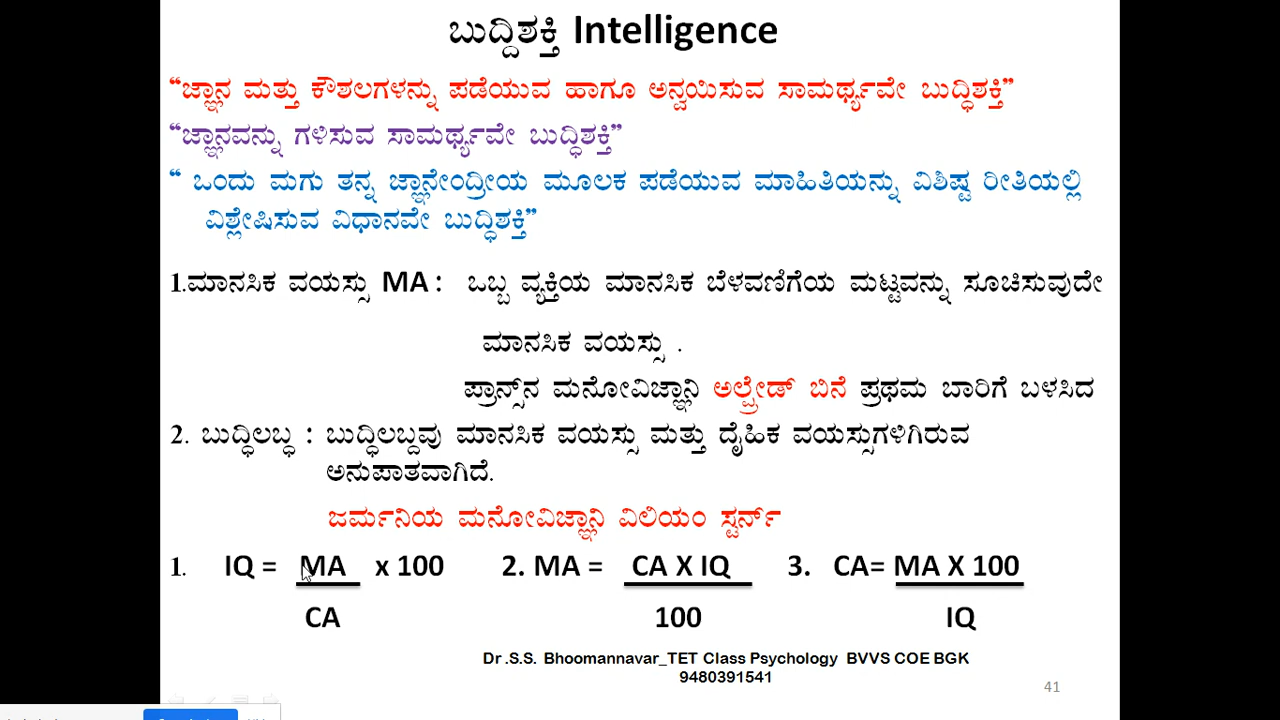 ಬುದ್ದಿಶಕ್ತಿ Intelligence
“ಜ್ಞಾನ ಮತ್ತು ಕೌಶಲಗಳನ್ನು ಪಡೆಯುವ ಹಾಗೂ ಅನ್ವಯಿಸುವ ಸಾಮರ್ಥ್ಯವೇ ಬುದ್ಧಿಶಕ್ತಿ”
“ಜ್ಞಾನವನ್ನು ಗಳಿಸುವ ಸಾಮರ್ಥ್ಯವೇ ಬುದ್ಧಿಶಕ್ತಿ”
“ ಒಂದು ಮಗು ತನ್ನ ಜ್ಞಾನೇಂದ್ರೀಯ ಮೂಲಕ ಪಡೆಯುವ ಮಾಹಿತಿಯನ್ನು ವಿಶಿಷ್ಟ ರೀತಿಯಲ್ಲಿ
ವಿಶ್ಲೇಷಿಸುವ ವಿಧಾನವೇ ಬುದ್ಧಿಶಕ್ತಿ”
1.ಮಾನಸಿಕ ವಯಸ್ಸು MA : ಒಬ್ಬ ವ್ಯಕ್ತಿಯ ಮಾನಸಿಕ ಬೆಳವಣಿಗೆಯ ಮಟ್ಟವನ್ನು ಸೂಚಿಸುವುದೇ
ಮಾನಸಿಕ ವಯಸ್ಸು .
ಪ್ರಾನ್ಸ್‌ನ ಮನೋವಿಜ್ಞಾನಿ ಅಲ್ಪ್ರೇಡ್ ಬಿನೆ ಪ್ರಥಮ ಬಾರಿಗೆ ಬಳಸಿದ
2. ಬುದ್ಧಿಲಬ್ಧ : ಬುದ್ಧಿಲಬ್ದವು ಮಾನಸಿಕ ವಯಸ್ಸು ಮತ್ತು ದೈಹಿಕ ವಯಸ್ಸುಗಳಿಗಿರುವ
ಅನುಪಾತವಾಗಿದೆ.
ಜರ್ಮನಿಯ ಮನೋವಿಜ್ಞಾನಿ ವಿಲಿಯಂ ಸ್ಟರ್ನ್
1. IQ = MA x 100 2. MA = CA X IQ 3. CA= MA X 100
CA 100 IQ
Dr .S.S. Bhoomannavar_TET Class Psychology BVVS COE BGK
9480391541
41